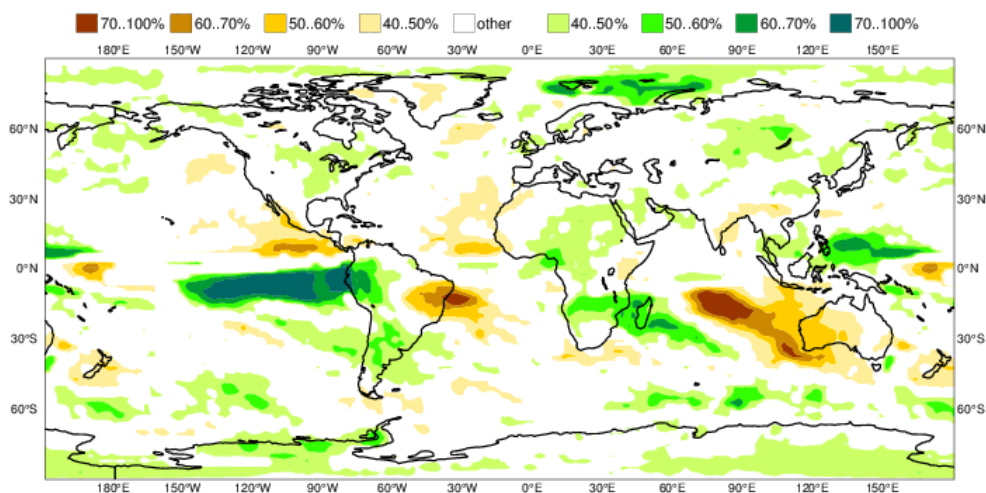 70..100% 60..70% 50..60% 40..50% other 40..50% 50..60% 60..70% 70..100%
180°E 150°W 120°W 90°W 60°W 30°W 0°E 30°E 60°E 90°E 120°E 150°E
60°N 60°N
30°N 30°N
0°N 0°N
30°S 30°S
60°S 60°S
180°E 150°W 120°W 90°W 60°W 30°W 0°E 30°E 60°E 90°E 120°E 150°E